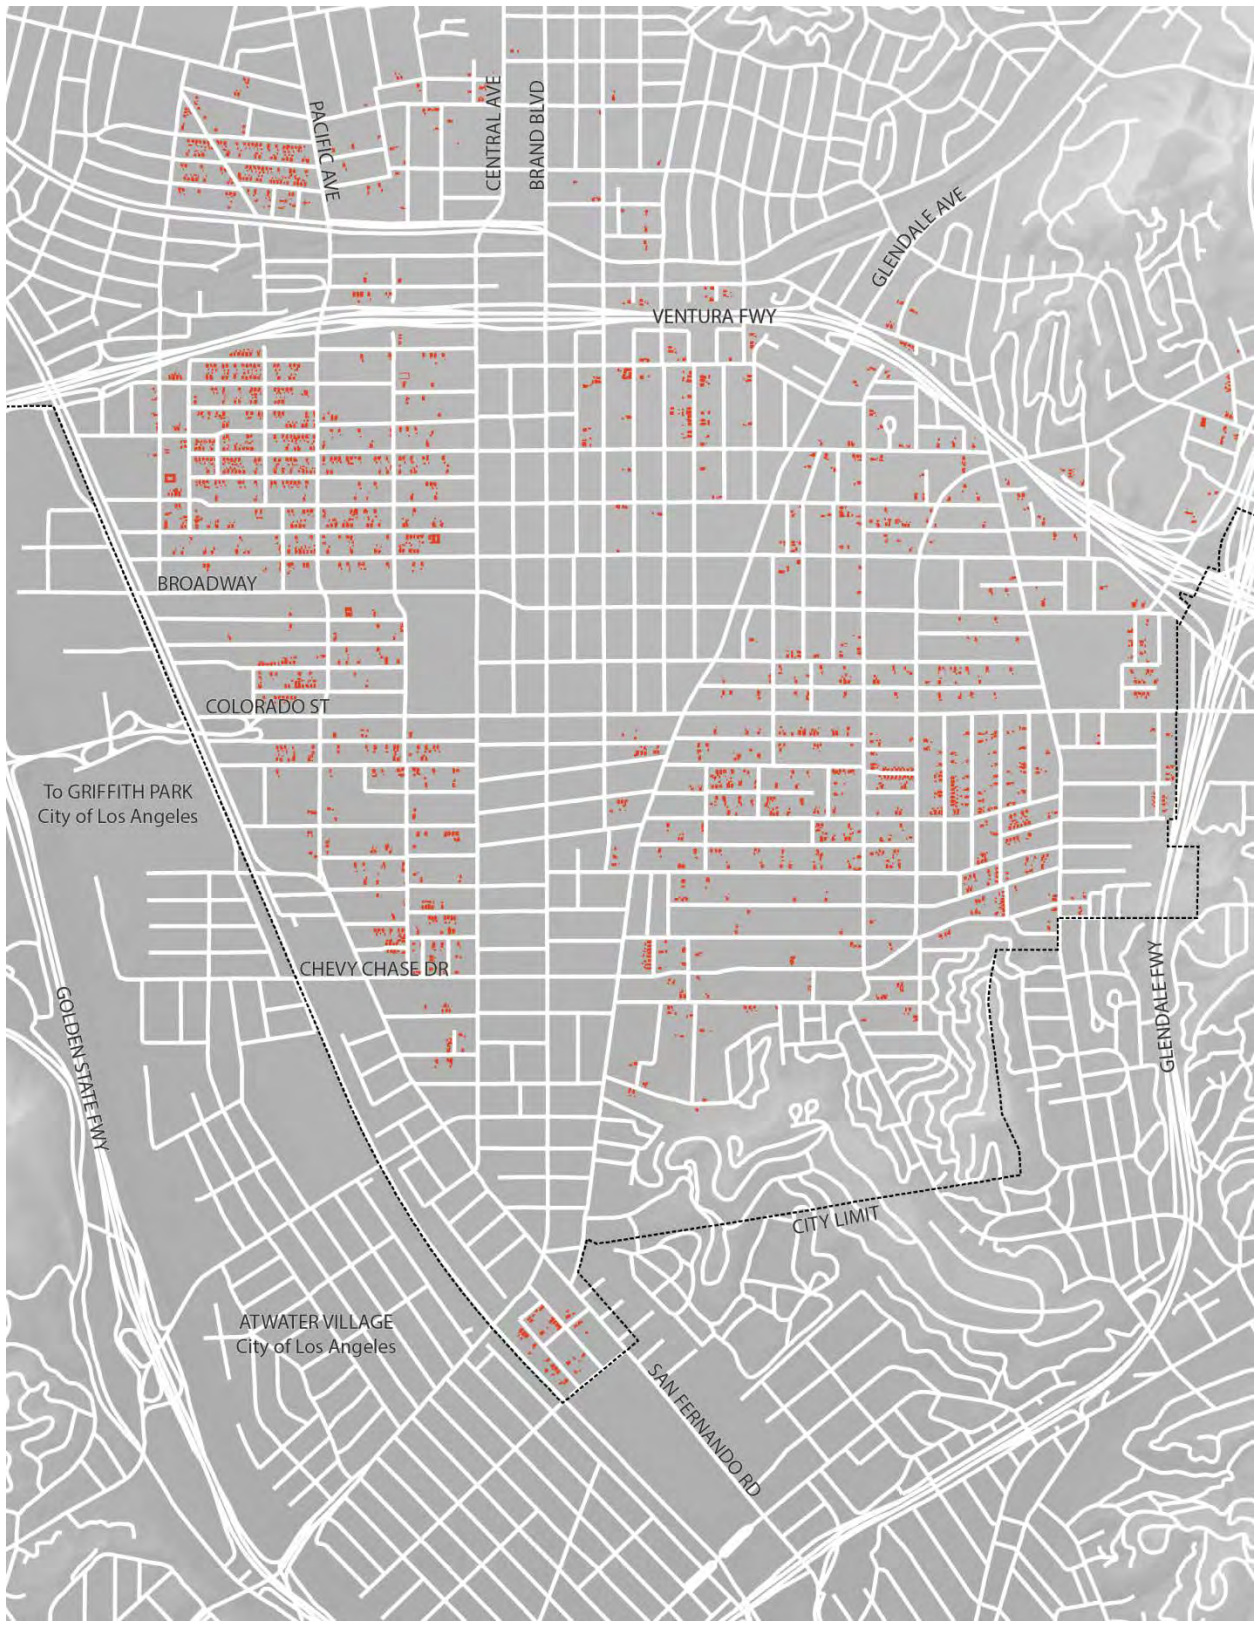 PACIFIC AVE
CENTRAL AVE
BRAND BLVD
GLENDALE AVE
VENTURA FWY
BROADWAY
COLORADO ST
To GRIFFITH PARK
City of Los Angeles
CHEVY CHASE DR
GOLDEN STATE FWY
GLENDALE FWY
CITY LIMIT
ATWATER VILLAGE
City of Los Angeles
SAN FERNANDO RD